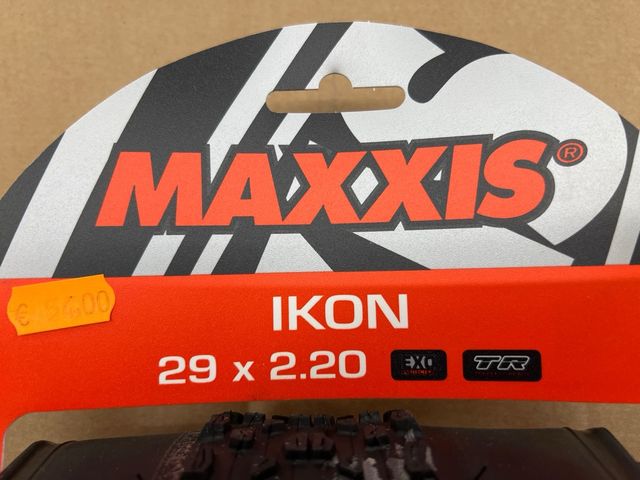 MAXXIS®
IKON
29 x 2.20
EXO
TR